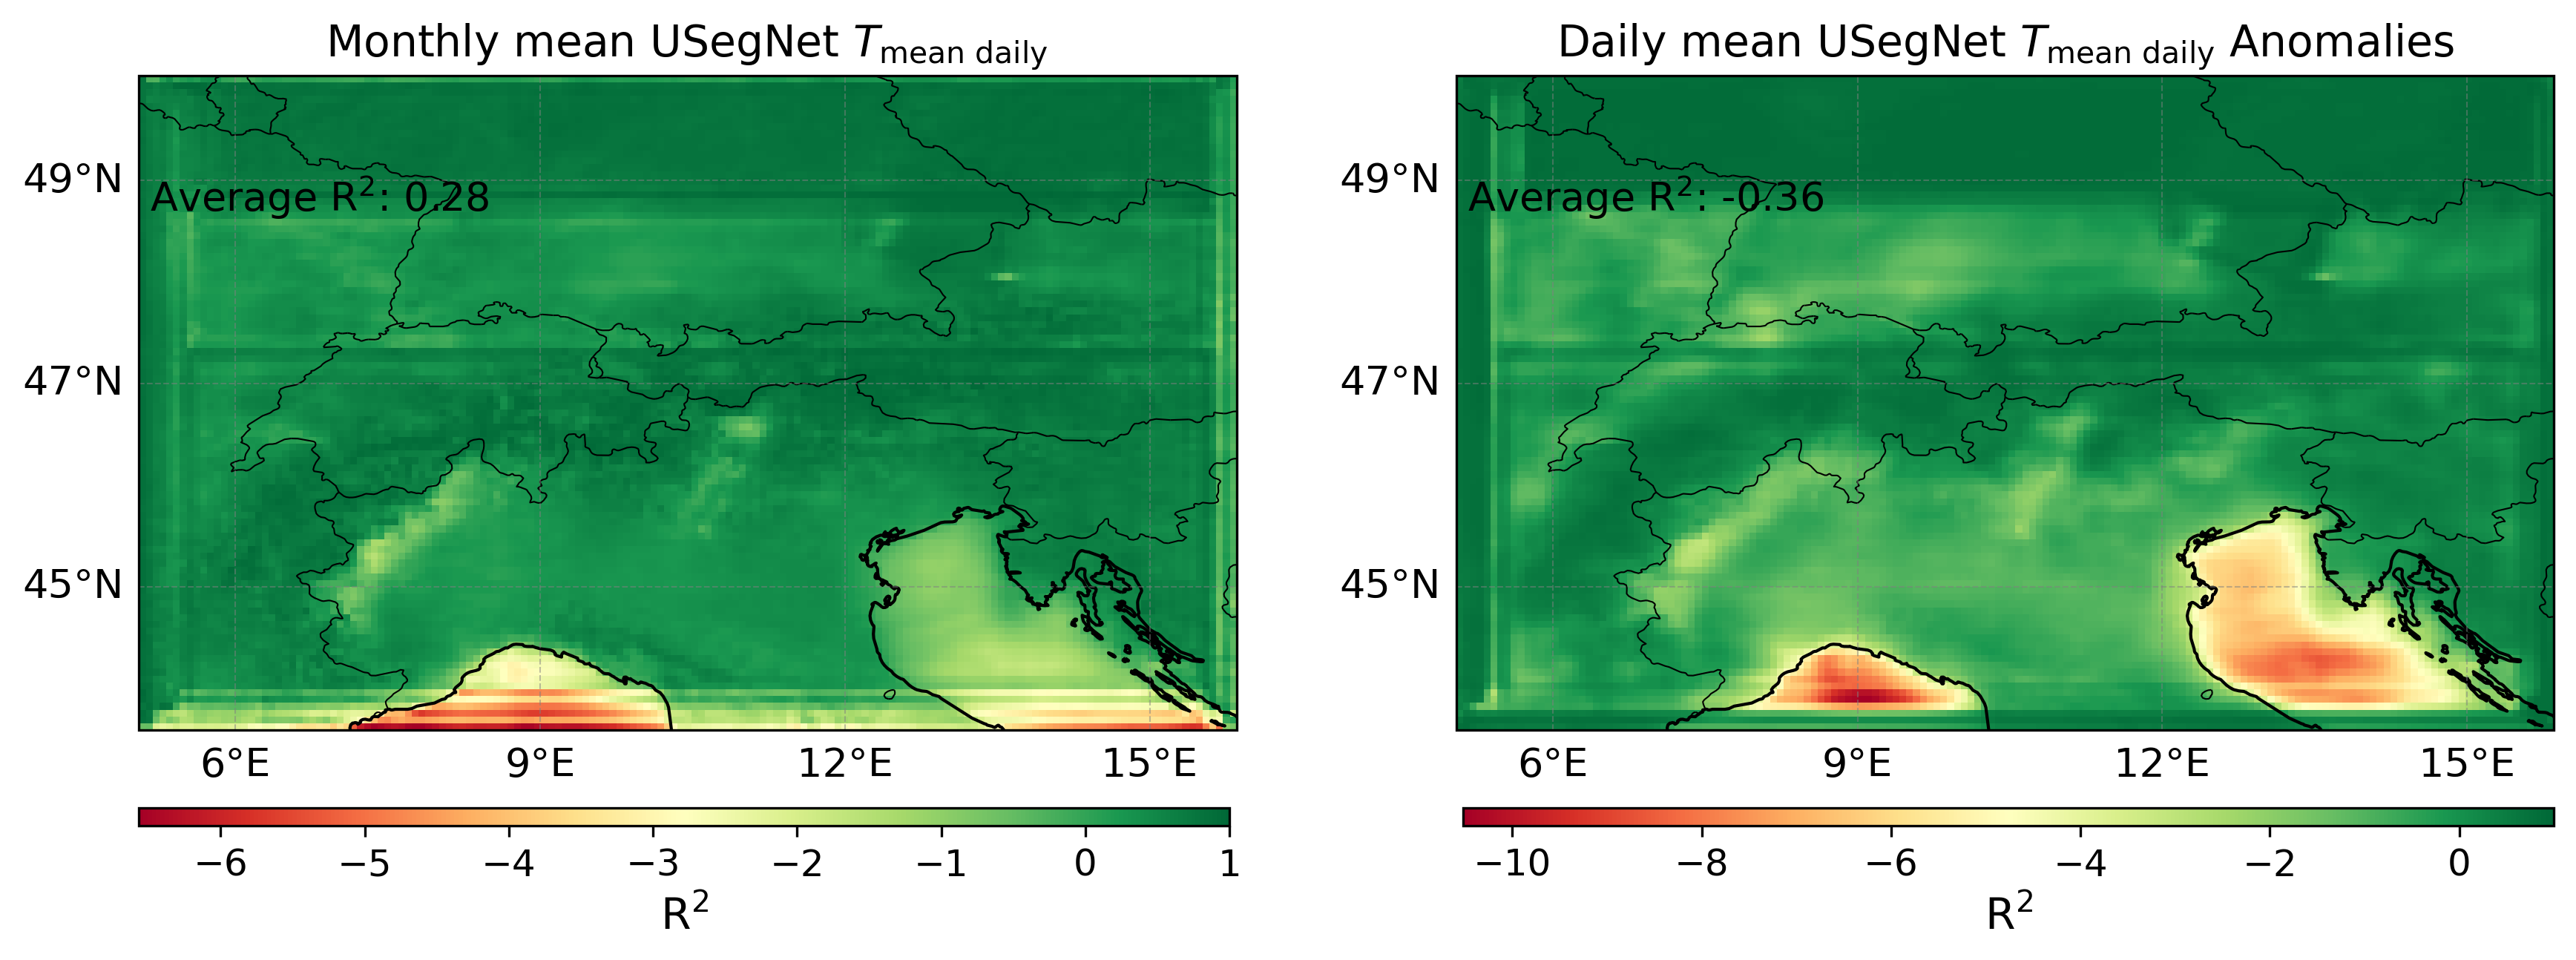 Monthly mean USegNet T_mean daily
49°N
47°N
45°N
Average R²: 0.28
6°E 9°E 12°E 15°E
−6 −5 −4 −3 −2 −1 0 1
R²
Daily mean USegNet T_mean daily Anomalies
49°N
47°N
45°N
Average R²: -0.36
6°E 9°E 12°E 15°E
−10 −8 −6 −4 −2 0
R²